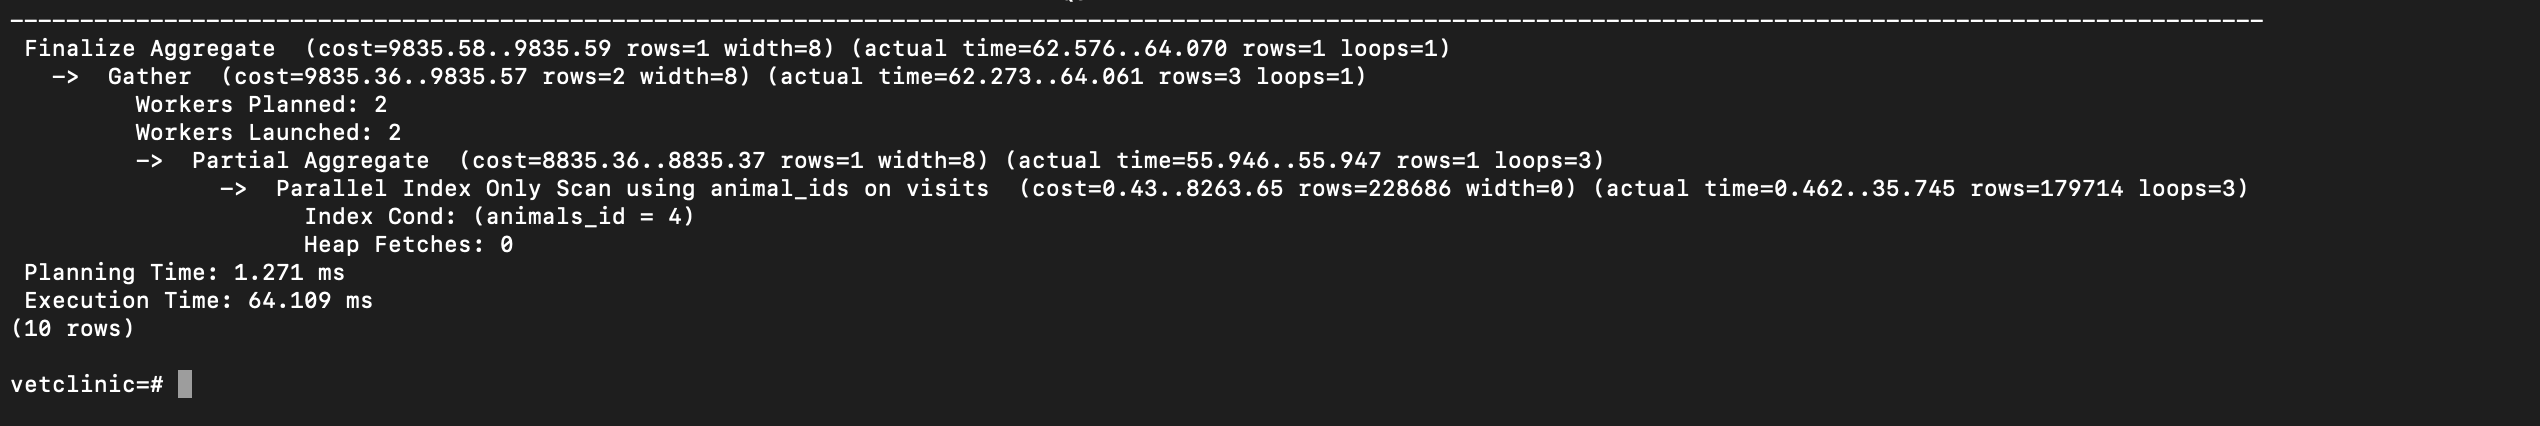 Finalize Aggregate  (cost=9835.58..9835.59 rows=1 width=8) (actual time=62.576..64.070 rows=1 loops=1)
  ->  Gather  (cost=9835.36..9835.57 rows=2 width=8) (actual time=62.273..64.061 rows=3 loops=1)
        Workers Planned: 2
        Workers Launched: 2
        ->  Partial Aggregate  (cost=8835.36..8835.37 rows=1 width=8) (actual time=55.946..55.947 rows=1 loops=3)
              ->  Parallel Index Only Scan using animal_ids on visits  (cost=0.43..8263.65 rows=228686 width=0) (actual time=0.462..35.745 rows=179714 loops=3)
                    Index Cond: (animals_id = 4)
                    Heap Fetches: 0
Planning Time: 1.271 ms
Execution Time: 64.109 ms
(10 rows)
vetclinic=#